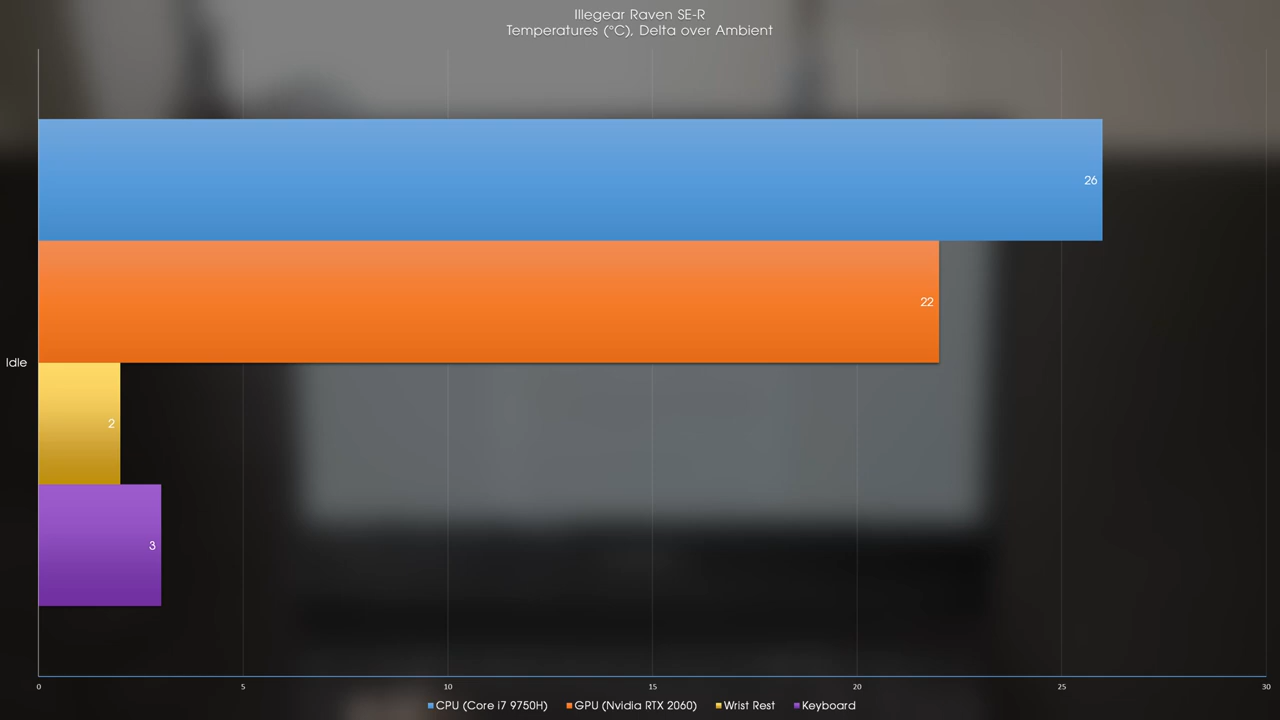 Illegear Raven SE-R
Temperatures (°C), Delta over Ambient
26
22
Idle
2
3
0 5 10 15 20 25 30
CPU (Core i7 9750H) GPU (Nvidia RTX 2060) Wrist Rest Keyboard